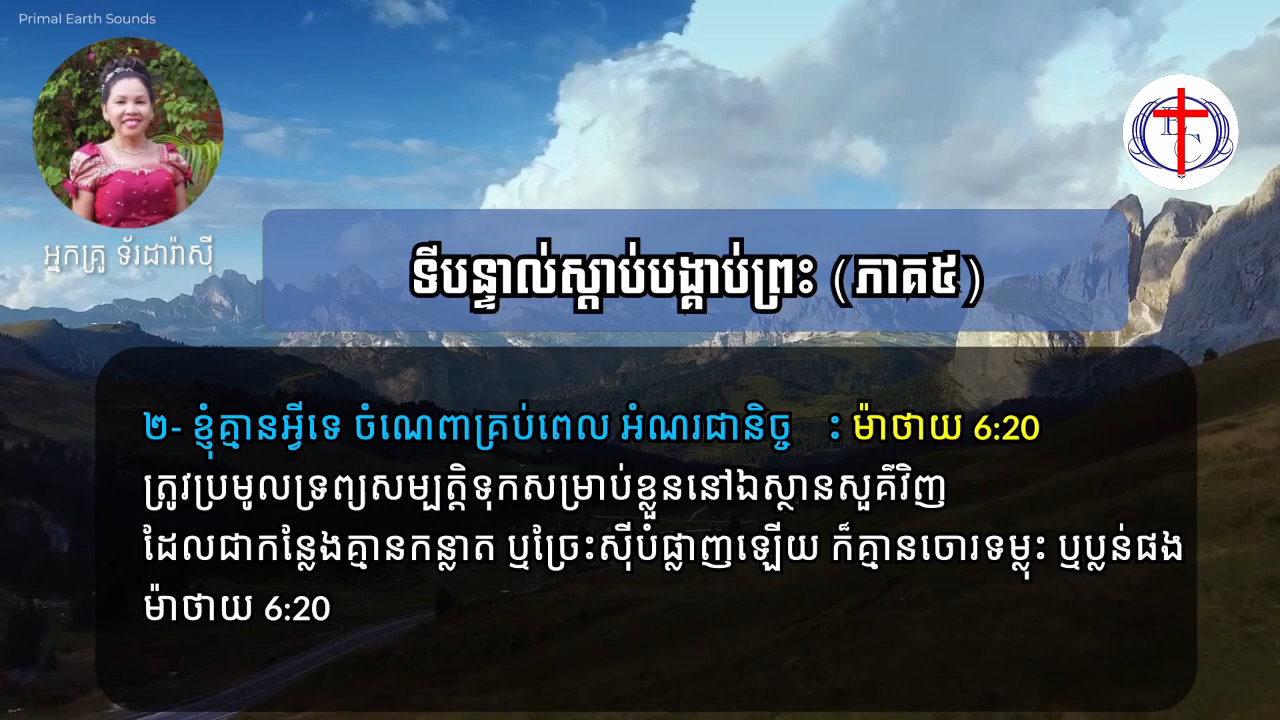 Primal Earth Sounds
អ្នកគ្រូ ទ័រដារ៉ាស៊ី
ទីបន្ទាល់ស្ដាប់បង្គាប់ព្រះ (ភាគ៥)
២- ខ្ញុំគ្មានអ្វីទេ ចំណេពាគ្រប់ពេល អំណរជានិច្ច ៖ ម៉ាថាយ 6:20
ត្រូវប្រមូលទ្រព្យសម្បត្តិទុកសម្រាប់ខ្លួននៅឯស្ថានសួគ៌វិញ
ដែលជាកន្លែងគ្មានកន្លាត ឬច្រែះស៊ីបំផ្លាញឡើយ ក៏គ្មានចោរទម្លុះ ឬប្លន់ផង
ម៉ាថាយ 6:20